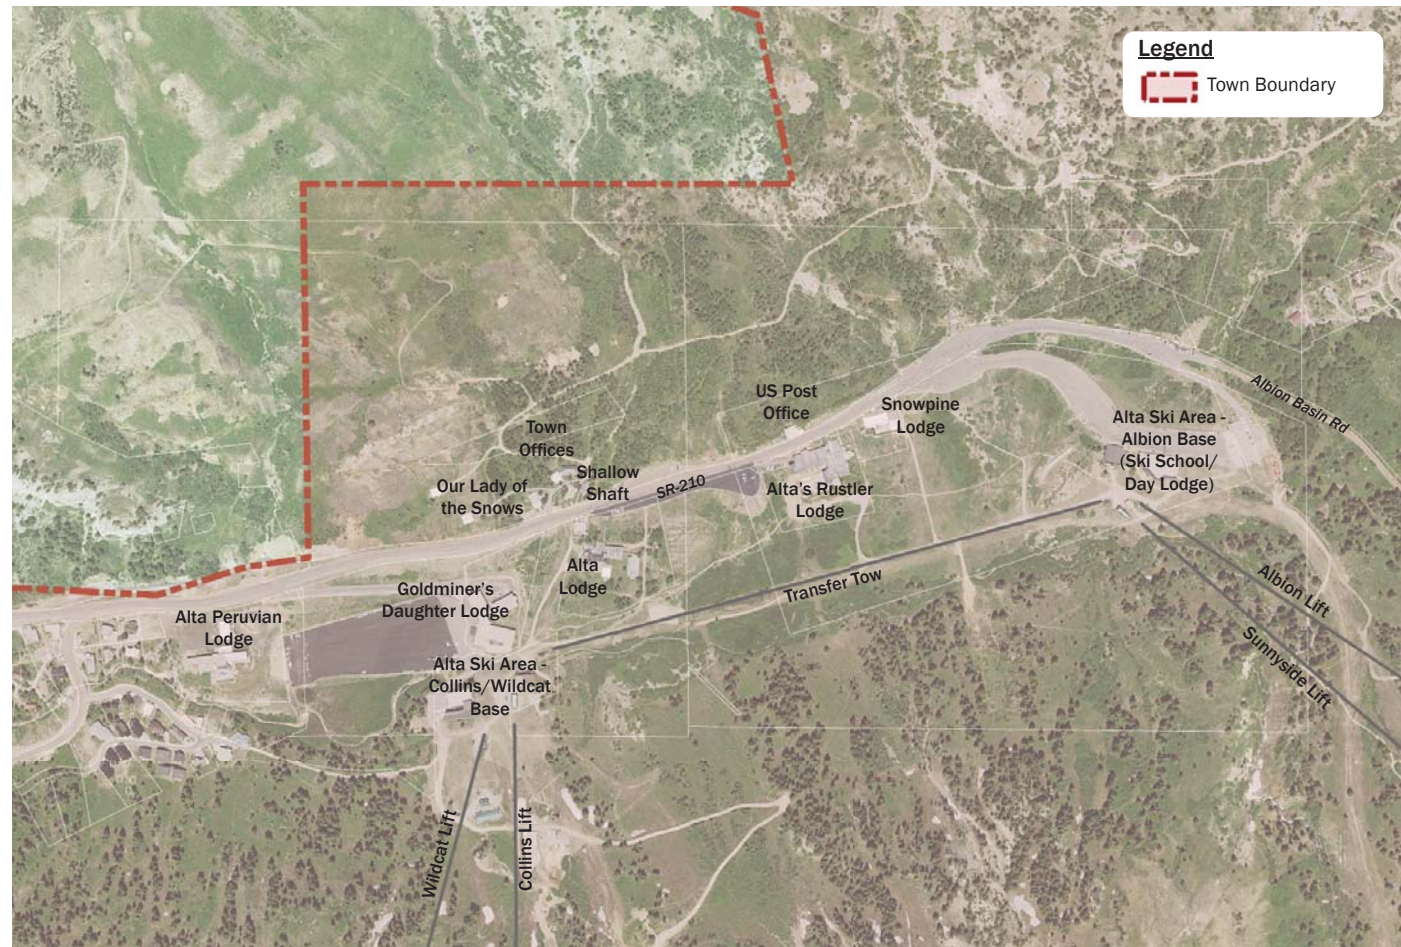 Legend
Town Boundary
US Post
Office
Snowpine
Lodge
Albion Basin Rd
Alta Ski Area -
Albion Base
(Ski School/
Day Lodge)
Town
Offices
Shallow
Shaft
Our Lady of
the Snows
SR-210
Alta's Rustler
Lodge
Alta
Lodge
Transfer Tow
Albion Lift
Sunnyside Lift
Goldminer's
Daughter Lodge
Alta Peruvian
Lodge
Alta Ski Area -
Collins/Wildcat
Base
Wildcat Lift
Collins Lift